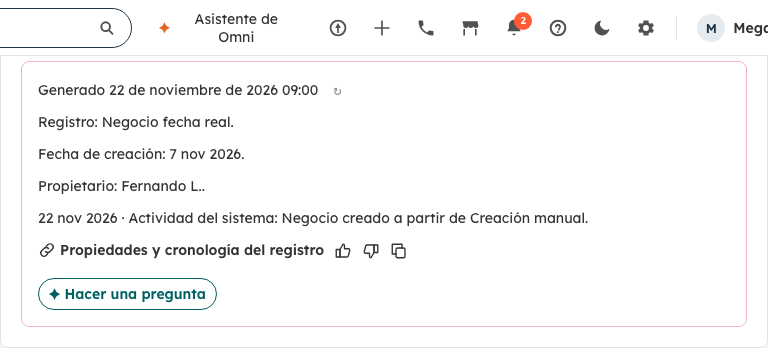 Asistente de
Omni
2
M Mega
Generado 22 de noviembre de 2026 09:00
Registro: Negocio fecha real.
Fecha de creación: 7 nov 2026.
Propietario: Fernando L..
22 nov 2026 · Actividad del sistema: Negocio creado a partir de Creación manual.
Propiedades y cronología del registro
Hacer una pregunta